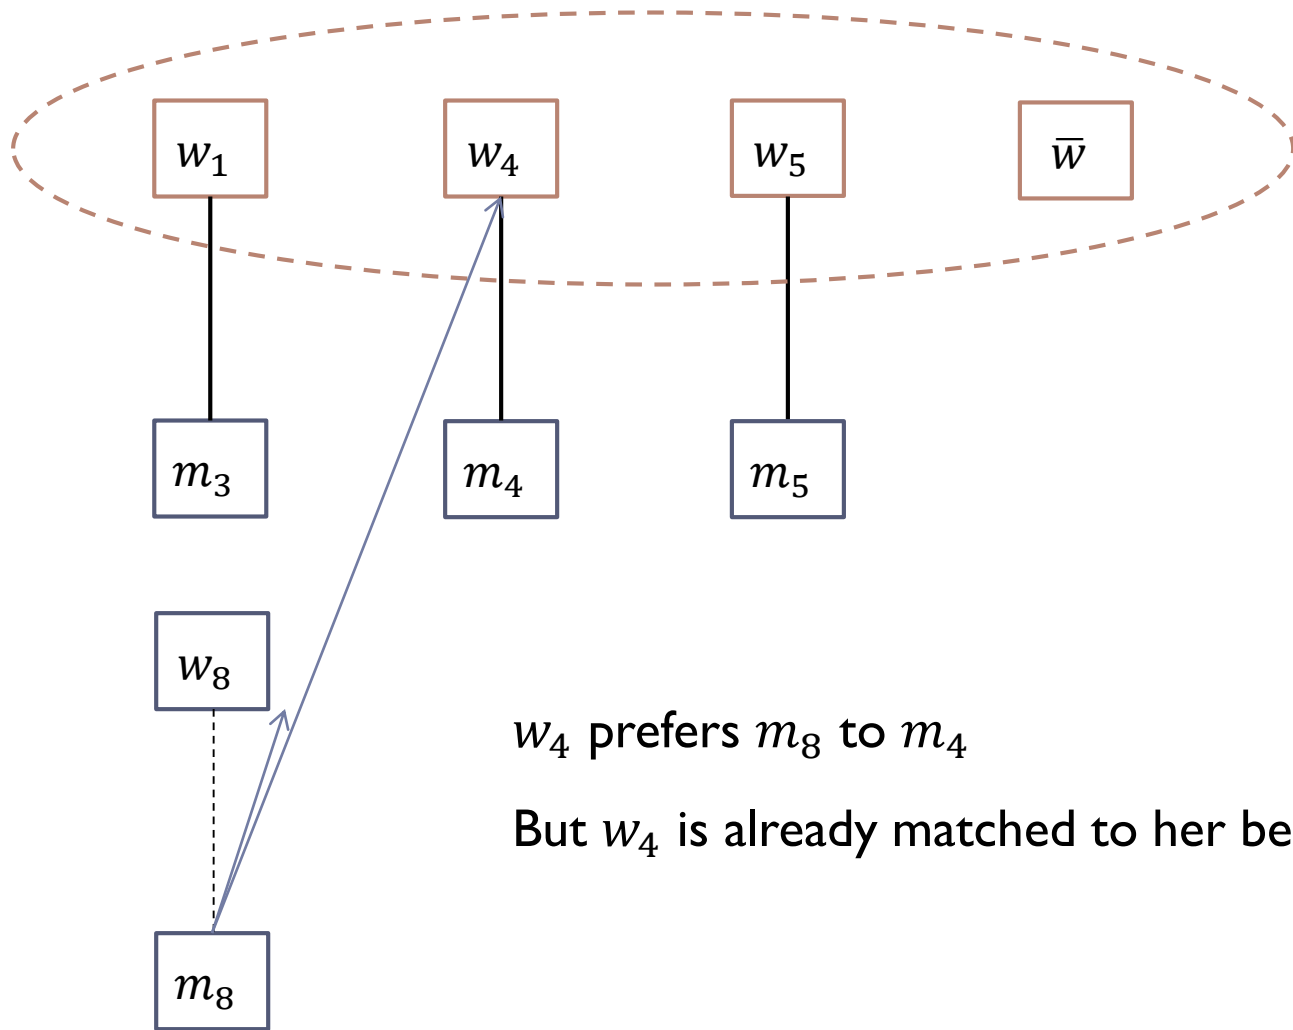 w₁ w₄ w₅ w̅
m₃ m₄ m₅
w₈
w₄ prefers m₈ to m₄
But w₄ is already matched to her be
m₈